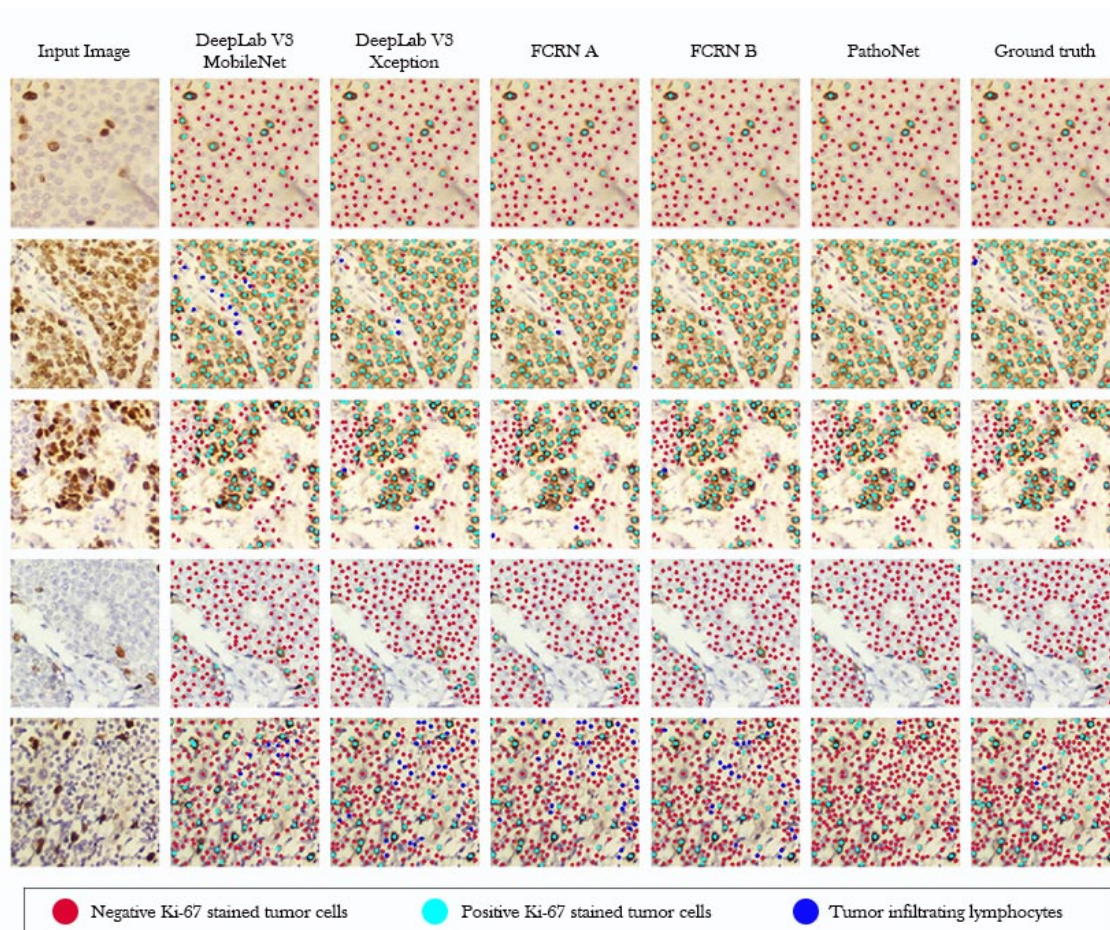 Input Image
DeepLab V3
MobileNet
DeepLab V3
Xception
FCRN A
FCRN B
PathoNet
Ground truth
Negative Ki-67 stained tumor cells
Positive Ki-67 stained tumor cells
Tumor infiltrating lymphocytes